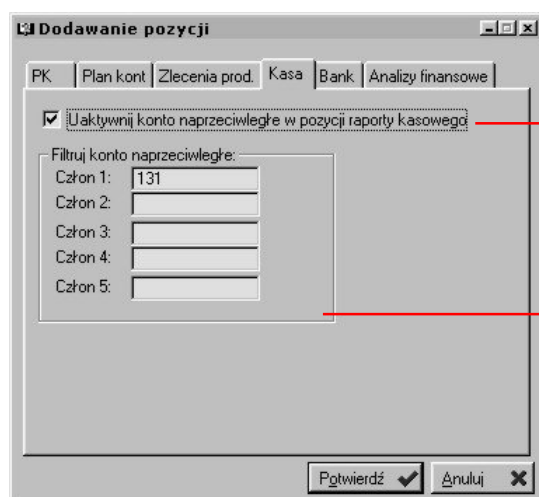 Dodawanie pozycji
PK Plan kont Zlecenia prod. Kasa Bank Analizy finansowe
Uaktywnij konto naprzeciwległe w pozycji raporty kasowego
Filtruj konto naprzeciwległe:
Człon 1: 131
Człon 2:
Człon 3:
Człon 4:
Człon 5:
Potwierdź Anuluj